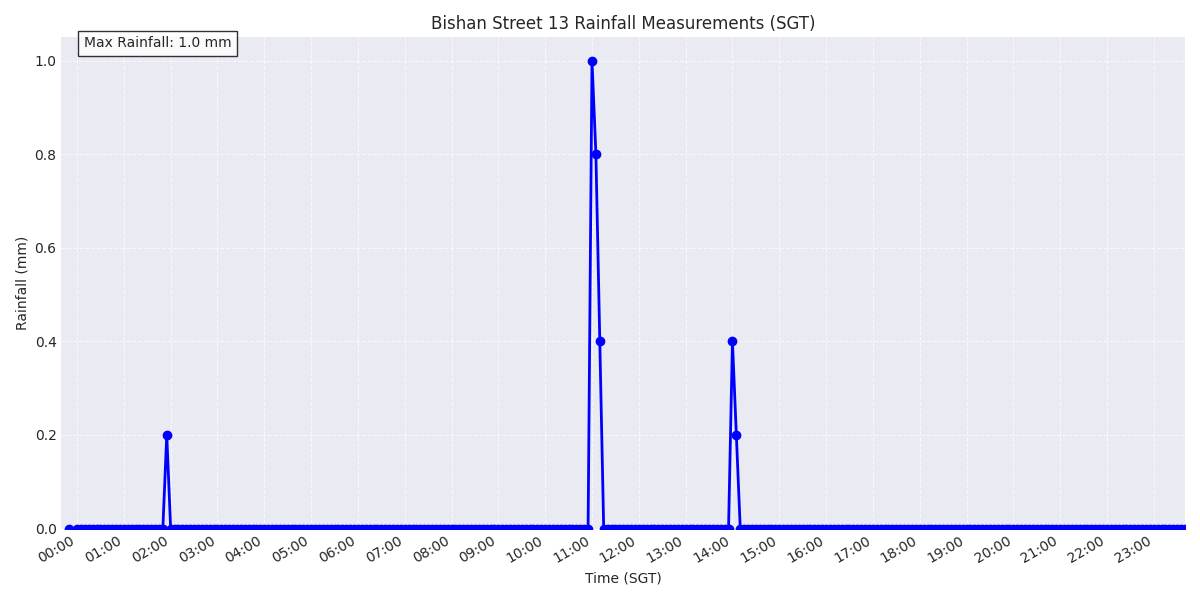 Bishan Street 13 Rainfall Measurements (SGT)
Max Rainfall: 1.0 mm
1.0
0.8
0.6
0.4
0.2
0.0
Rainfall (mm)
00:00 01:00 02:00 03:00 04:00 05:00 06:00 07:00 08:00 09:00 10:00 11:00 12:00 13:00 14:00 15:00 16:00 17:00 18:00 19:00 20:00 21:00 22:00 23:00
Time (SGT)